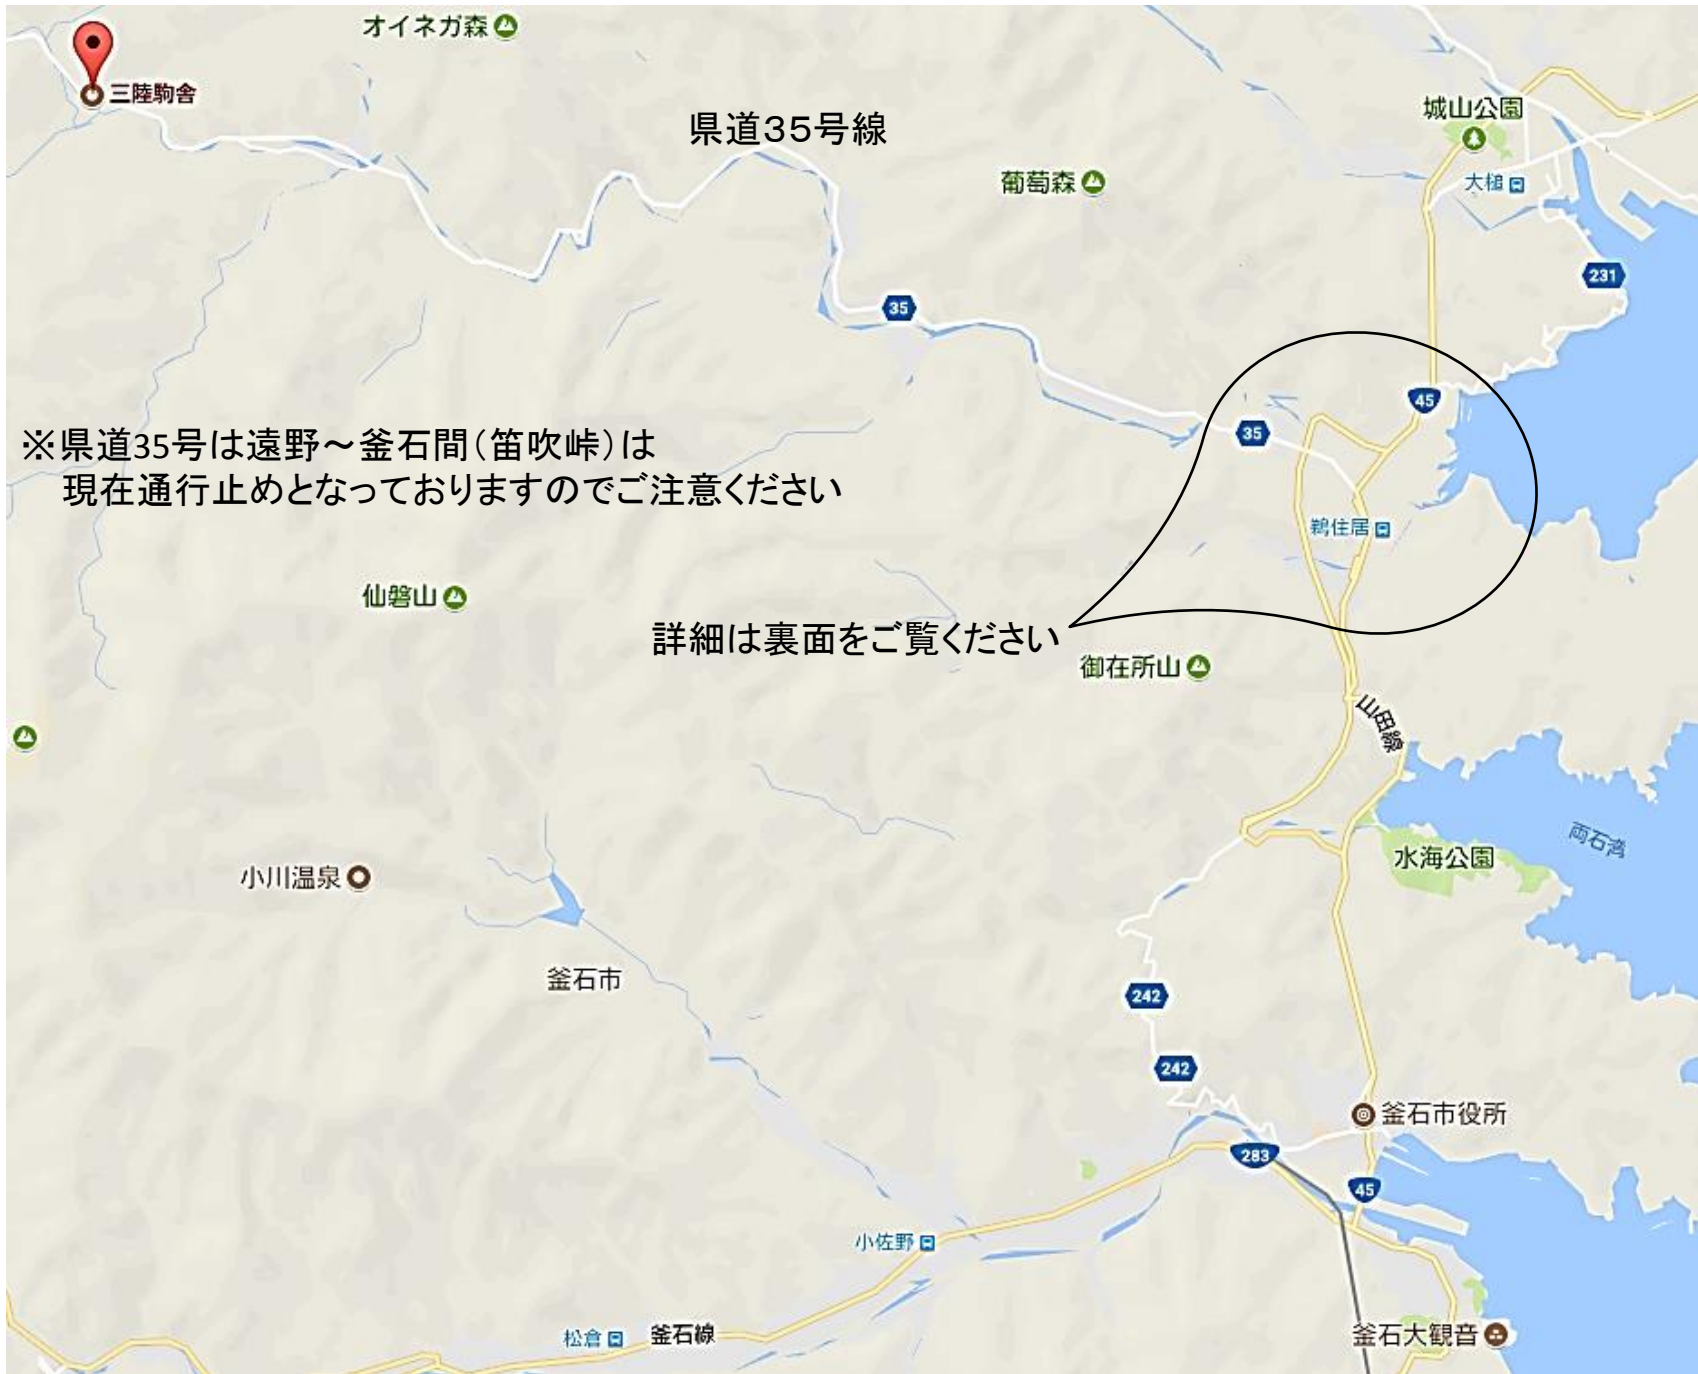 オイネガ森
三陸駒舎
県道３５号線
城山公園
葡萄森
大槌
231
35
45
35
※県道35号は遠野～釜石間（笛吹峠）は
現在通行止めとなっておりますのでご注意ください
鵜住居
仙磐山
詳細は裏面をご覧ください
御在所山
山田線
両石湾
水海公園
小川温泉
釜石市
242
242
釜石市役所
283
45
小佐野
松倉
釜石線
釜石大観音